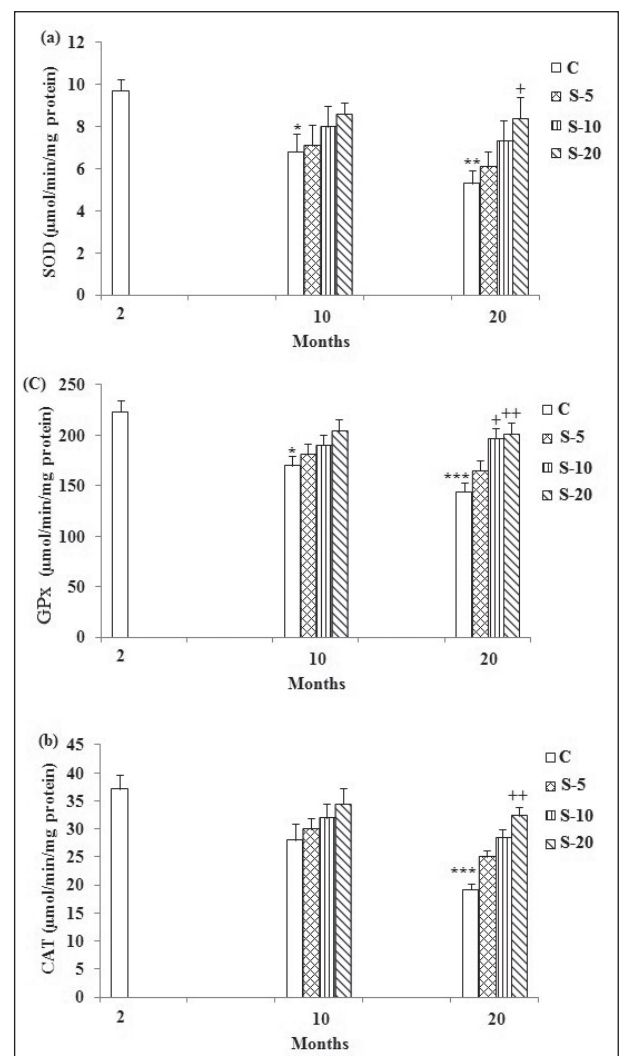 (a)
12
10
8
6
4
2
0
SOD (µmol/min/mg protein)
*
**
+
C
S-5
S-10
S-20
2 10 20
Months
(C)
250
200
150
100
50
0
GPx (µmol/min/mg protein)
*
***
+ ++
C
S-5
S-10
S-20
2 10 20
Months
(b)
45
40
35
30
25
20
15
10
5
0
CAT (µmol/min/mg protein)
***
++
C
S-5
S-10
S-20
2 10 20
Months